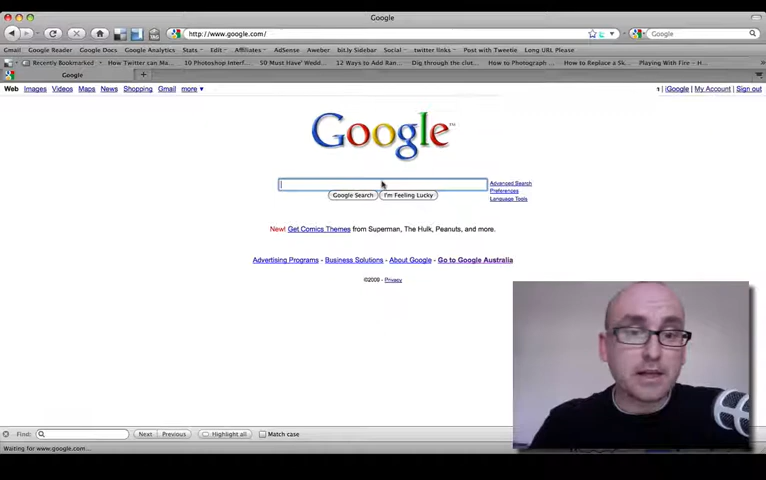 Google
http://www.google.com/
Google
Gmail Google Reader Google Docs Google Analytics Stats Edit Affiliates AdSense Aweber bit.ly Sidebar Social twitter links Post with Tweetie Long URL Please
Recently Bookmarked How Twitter can Ma... 10 Photoshop Interf... 50 Must Have' Wedd... 12 Ways to Add Ran... Dig through the clut... How to Photograph ... How to Replace a Sk... Playing With Fire - H...
Google
Web Images Videos Maps News Shopping Gmail more ▼
iGoogle | My Account | Sign out
Google™
Advanced Search
Preferences
Language Tools
Google Search I'm Feeling Lucky
New! Get Comics Themes from Superman, The Hulk, Peanuts, and more.
Advertising Programs - Business Solutions - About Google - Go to Google Australia
©2009 - Privacy
Find: Next Previous Highlight all Match case
Waiting for www.google.com...